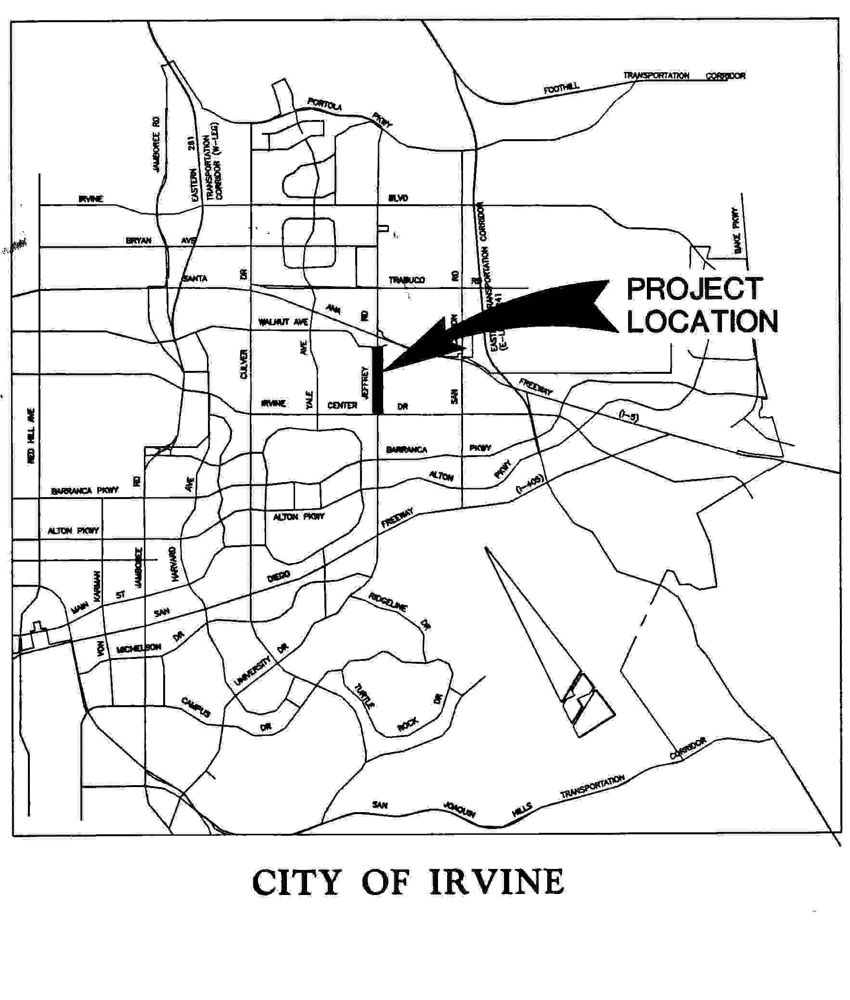 TRANSPORTATION CORRIDOR
FOOTHILL
PORTOLA
PKWY
JAMBOREE RD
EASTERN 261
TRANSPORTATION
CORRIDOR (W-LEG)
IRVINE
BLVD
BAKE PKWY
BRYAN AVE
SANTA
DR
TRABUCO
RD
RD
TRANSPORTATION CORRIDOR
PROJECT
LOCATION
ANA
WALNUT AVE
RD
AVE
CULVER
JEFFREY
YALE
SAN
FREEWAY
IRVINE
CENTER
DR
(I-5)
RED HILL AVE
BARRANCA
PKWY
ALTON
PKWY
(I-405)
RD
AVE
BARRANCA PKWY
ALTON PKWY
ALTON PKWY
FREEWAY
JAMBOREE
HARVARD
KARMAN
DIEGO
MAIN
ST
SAN
RIDGELINE
DR
VON
MICHELSON
DR
UNIVERSITY
DR
CAMPUS
DR
TURTLE
ROCK
DR
CORRIDOR
TRANSPORTATION
SAN
JOAQUIN
HILLS
CITY OF IRVINE